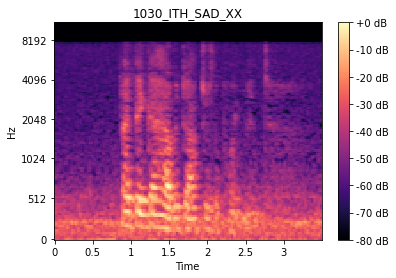 1030_ITH_SAD_XX
+0 dB
8192
-10 dB
4096
-20 dB
-30 dB
2048
Hz
-40 dB
1024
-50 dB
512
-60 dB
-70 dB
0
-80 dB
0 0.5 1 1.5 2 2.5 3
Time